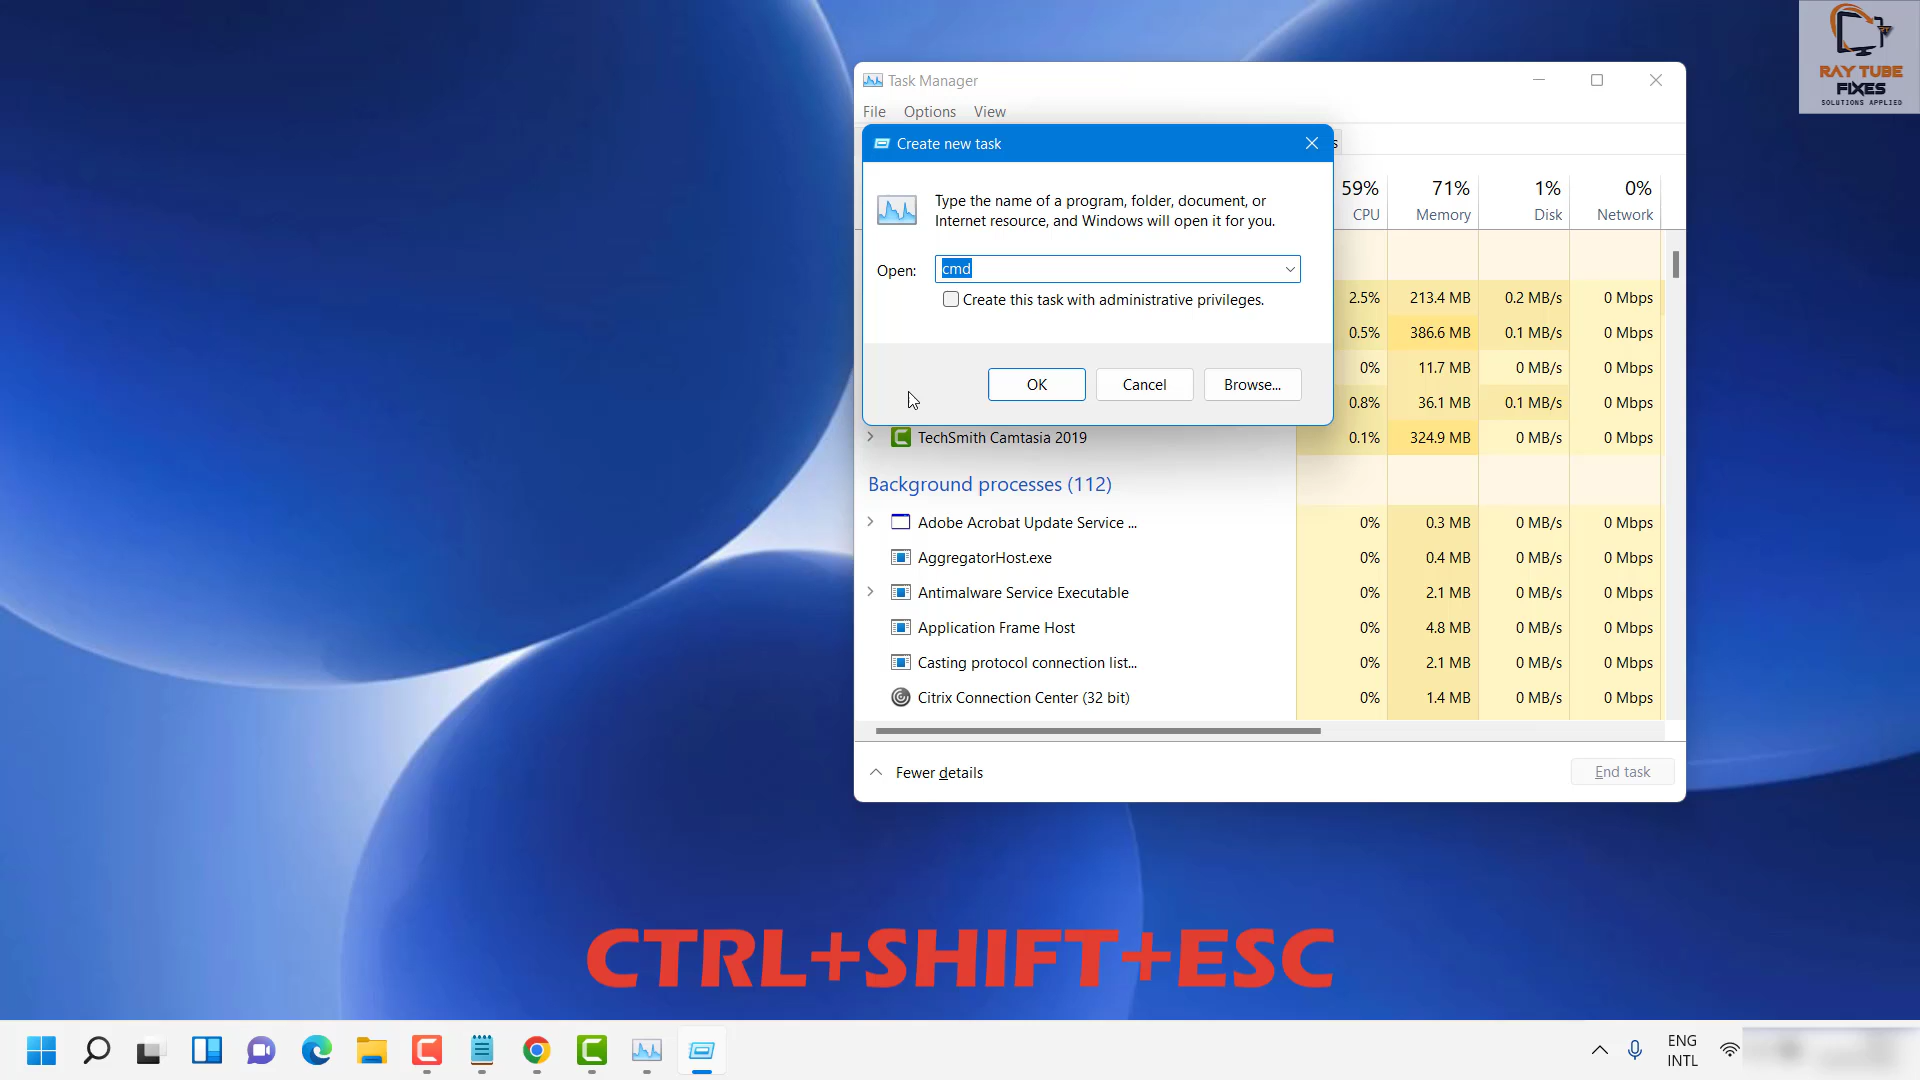 RAY TUBE
FIXES
SOLUTIONS APPLIED
Task Manager
File Options View
Create new task
s
Type the name of a program, folder, document, or
Internet resource, and Windows will open it for you.
Open: cmd
Create this task with administrative privileges.
OK Cancel Browse...
59% 71% 1% 0%
CPU Memory Disk Network
2.5% 213.4 MB 0.2 MB/s 0 Mbps
0.5% 386.6 MB 0.1 MB/s 0 Mbps
0% 11.7 MB 0 MB/s 0 Mbps
0.8% 36.1 MB 0.1 MB/s 0 Mbps
TechSmith Camtasia 2019 0.1% 324.9 MB 0 MB/s 0 Mbps
Background processes (112)
Adobe Acrobat Update Service ... 0% 0.3 MB 0 MB/s 0 Mbps
AggregatorHost.exe 0% 0.4 MB 0 MB/s 0 Mbps
Antimalware Service Executable 0% 2.1 MB 0 MB/s 0 Mbps
Application Frame Host 0% 4.8 MB 0 MB/s 0 Mbps
Casting protocol connection list... 0% 2.1 MB 0 MB/s 0 Mbps
Citrix Connection Center (32 bit) 0% 1.4 MB 0 MB/s 0 Mbps
Fewer details End task
CTRL+SHIFT+ESC
ENG
INTL